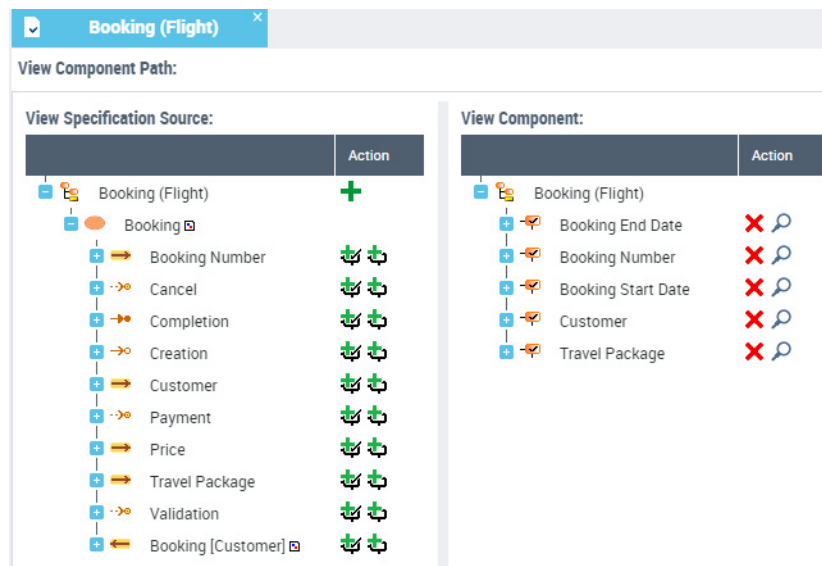 Booking (Flight)
View Component Path:
View Specification Source:
Action
Booking (Flight)
Booking
Booking Number
Cancel
Completion
Creation
Customer
Payment
Price
Travel Package
Validation
Booking [Customer]
View Component:
Action
Booking (Flight)
Booking End Date
Booking Number
Booking Start Date
Customer
Travel Package